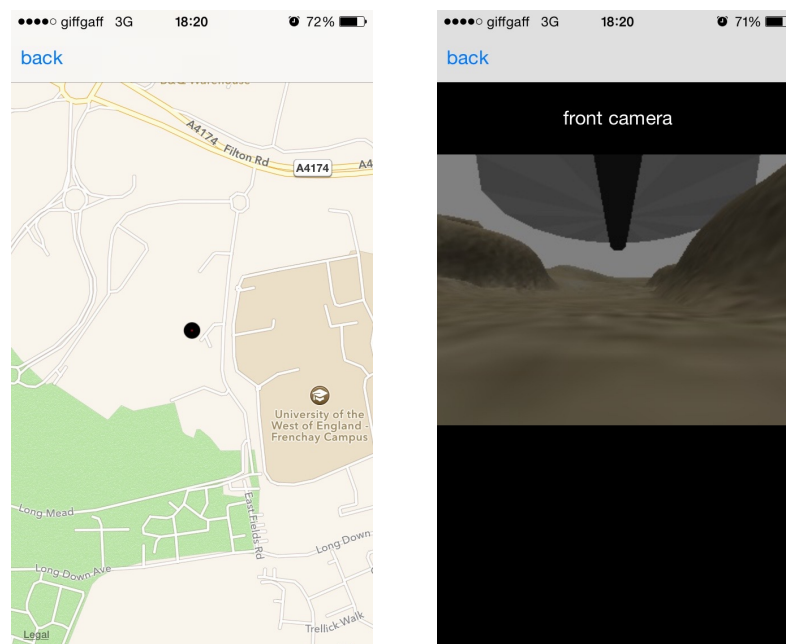 giffgaff 3G 18:20 72%
back
B&Q Warehouse
A4174 Filton Rd
A4174
A4
University of the
West of England -
Frenchay Campus
Long Mead
East Fields Rd
Long Down
Long Down Ave
Trellick Walk
Legal
giffgaff 3G 18:20 71%
back
front camera